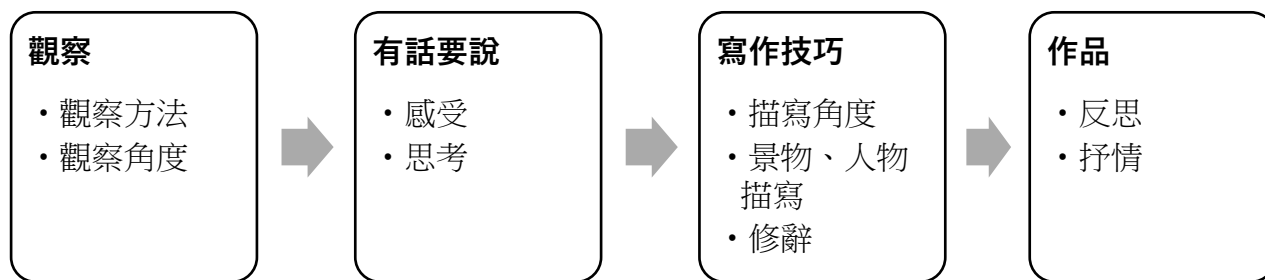 觀察
・觀察方法
・觀察角度
有話要說
・感受
・思考
寫作技巧
・描寫角度
・景物、人物
描寫
・修辭
作品
・反思
・抒情